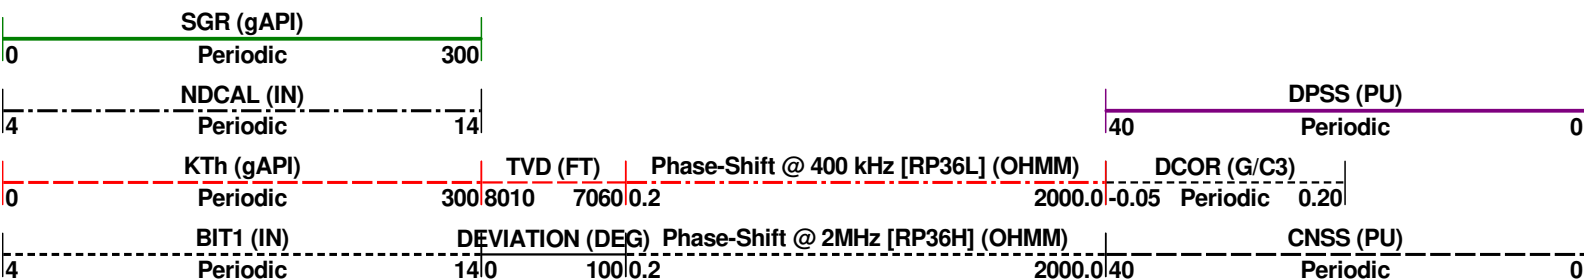 SGR (gAPI)
0 Periodic 300
NDCAL (IN) DPSS (PU)
4 Periodic 14 40 Periodic 0
KTh (gAPI) TVD (FT) Phase-Shift @ 400 kHz [RP36L] (OHMM) DCOR (G/C3)
0 Periodic 300 8010 7060 0.2 2000.0 -0.05 Periodic 0.20
BIT1 (IN) DEVIATION (DEG) Phase-Shift @ 2MHz [RP36H] (OHMM) CNSS (PU)
4 Periodic 14 0 100 0.2 2000.0 40 Periodic 0